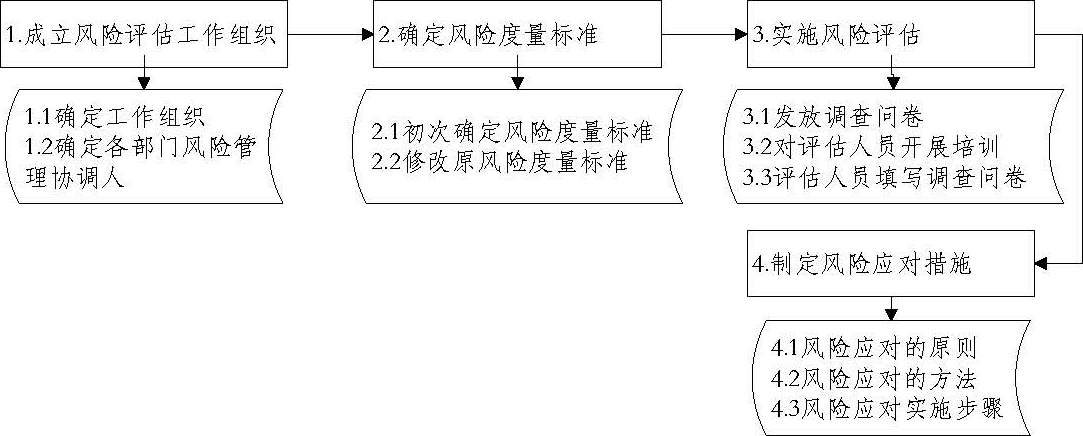 1.成立风险评估工作组织
2.确定风险度量标准
3.实施风险评估
1.1确定工作组织
1.2确定各部门风险管
理协调人
2.1初次确定风险度量标准
2.2修改原风险度量标准
3.1发放调查问卷
3.2对评估人员开展培训
3.3评估人员填写调查问卷
4.制定风险应对措施
4.1风险应对的原则
4.2风险应对的方法
4.3风险应对实施步骤